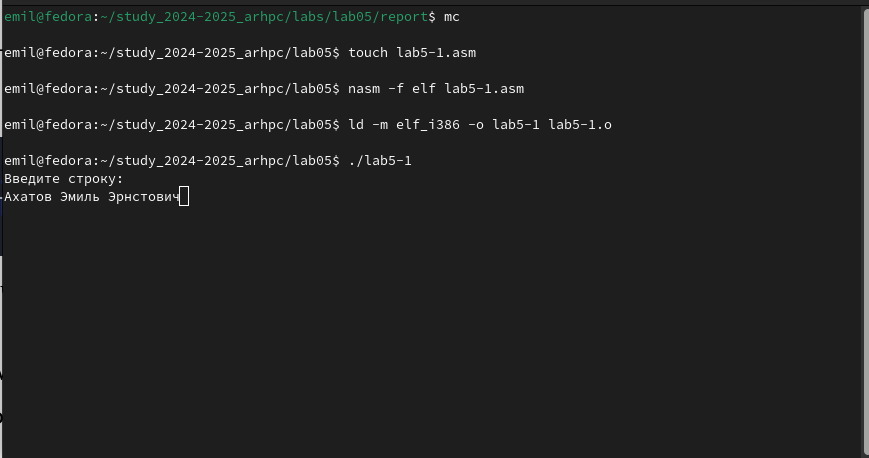 emil@fedora:~/study_2024-2025_arhpc/labs/lab05/report$ mc
emil@fedora:~/study_2024-2025_arhpc/lab05$ touch lab5-1.asm
emil@fedora:~/study_2024-2025_arhpc/lab05$ nasm -f elf lab5-1.asm
emil@fedora:~/study_2024-2025_arhpc/lab05$ ld -m elf_i386 -o lab5-1 lab5-1.o
emil@fedora:~/study_2024-2025_arhpc/lab05$ ./lab5-1
Введите строку:
Ахатов Эмиль Эрнстович